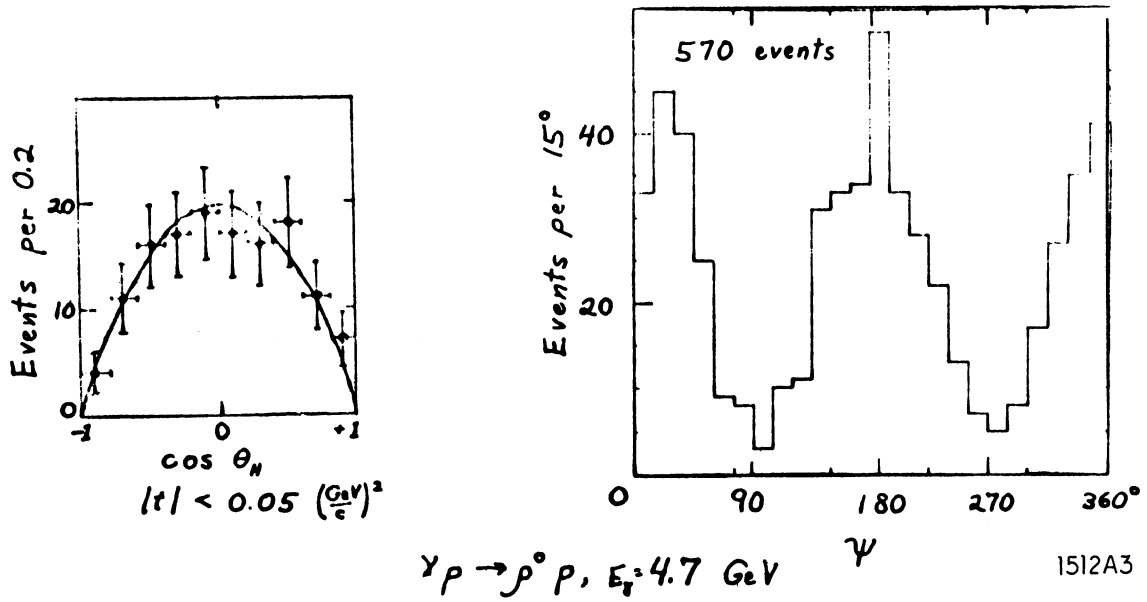 Events per 0.2
20
10
0
-1 0 +1
cos θ_H
|t| < 0.05 (GeV/c)²
570 events
Events per 15°
40
20
0 90 180 270 360°
ψ
γp → ρ° p, E_γ = 4.7 GeV
1512A3